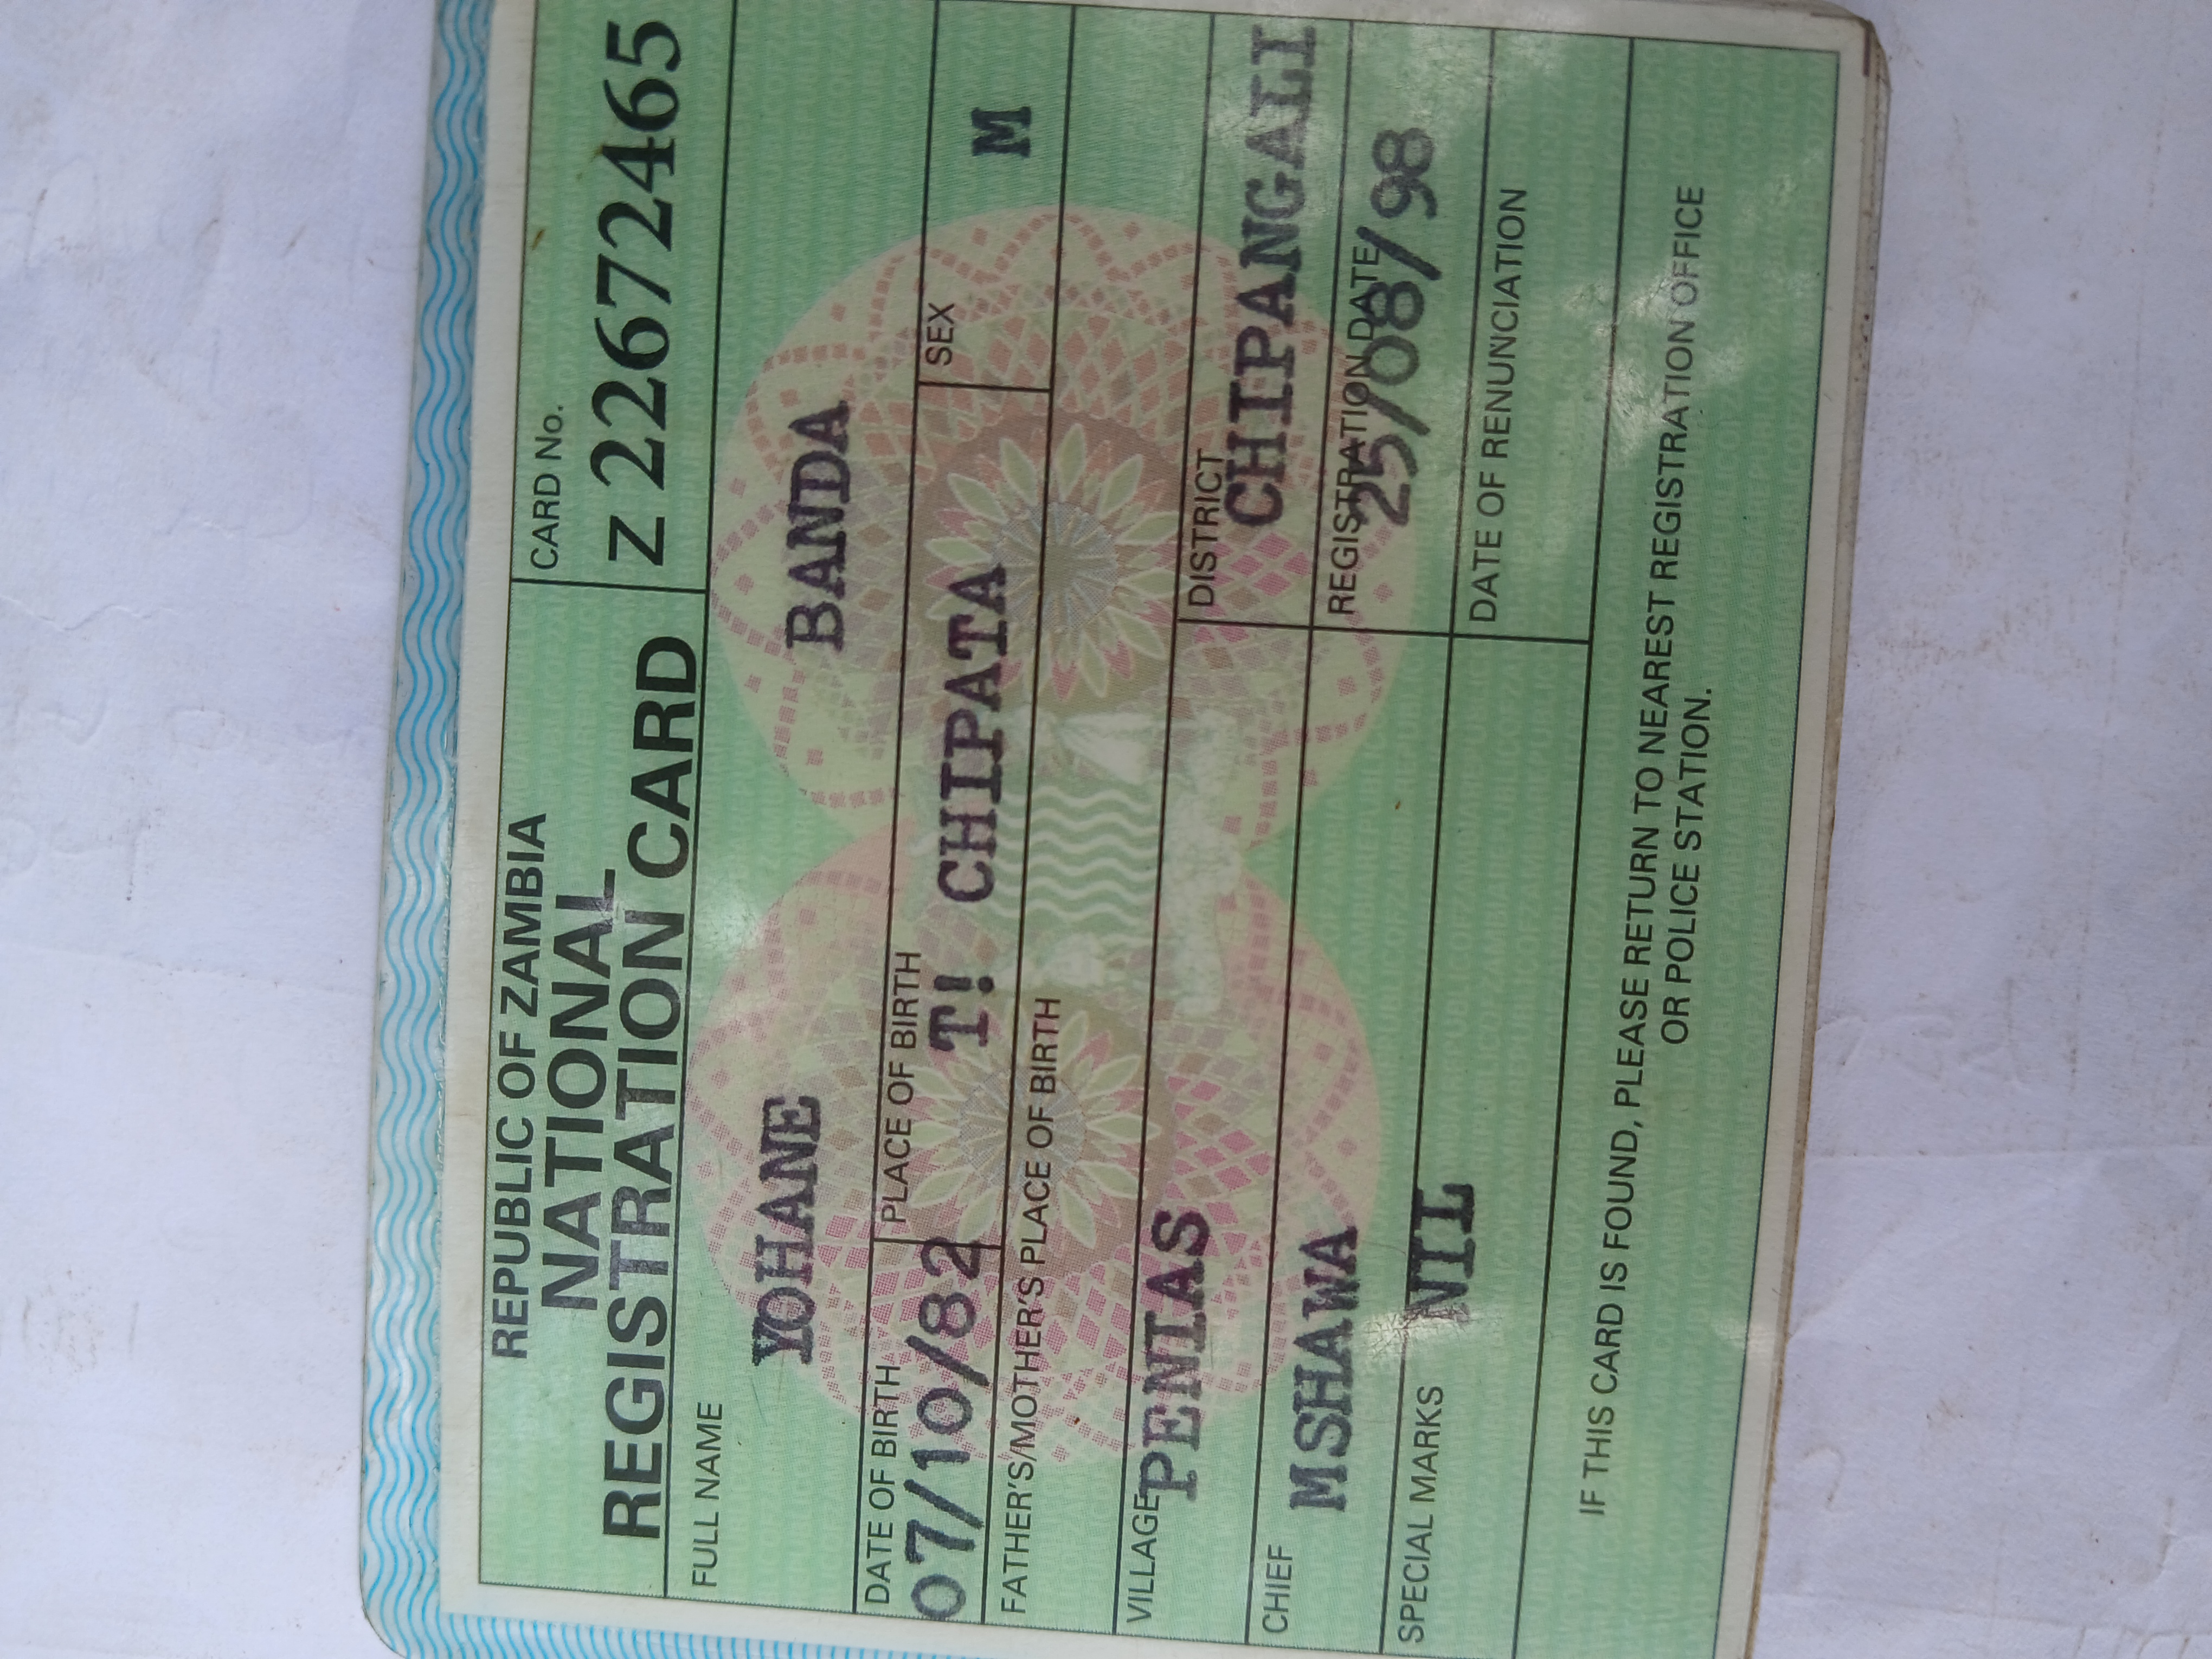 REPUBLIC OF ZAMBIA
NATIONAL
REGISTRATION CARD
CARD No.
Z 22672465
FULL NAME
YOHANE BANDA
DATE OF BIRTH
07/10/82
PLACE OF BIRTH
T! CHIPATA
SEX
M
FATHER'S/MOTHER'S PLACE OF BIRTH
VILLAGE
PENIAS
DISTRICT
CHIPANGALI
CHIEF
MSHAWA
REGISTRATION DATE
25/08/98
SPECIAL MARKS
NIL
DATE OF RENUNCIATION
IF THIS CARD IS FOUND, PLEASE RETURN TO NEAREST REGISTRATION OFFICE
OR POLICE STATION.